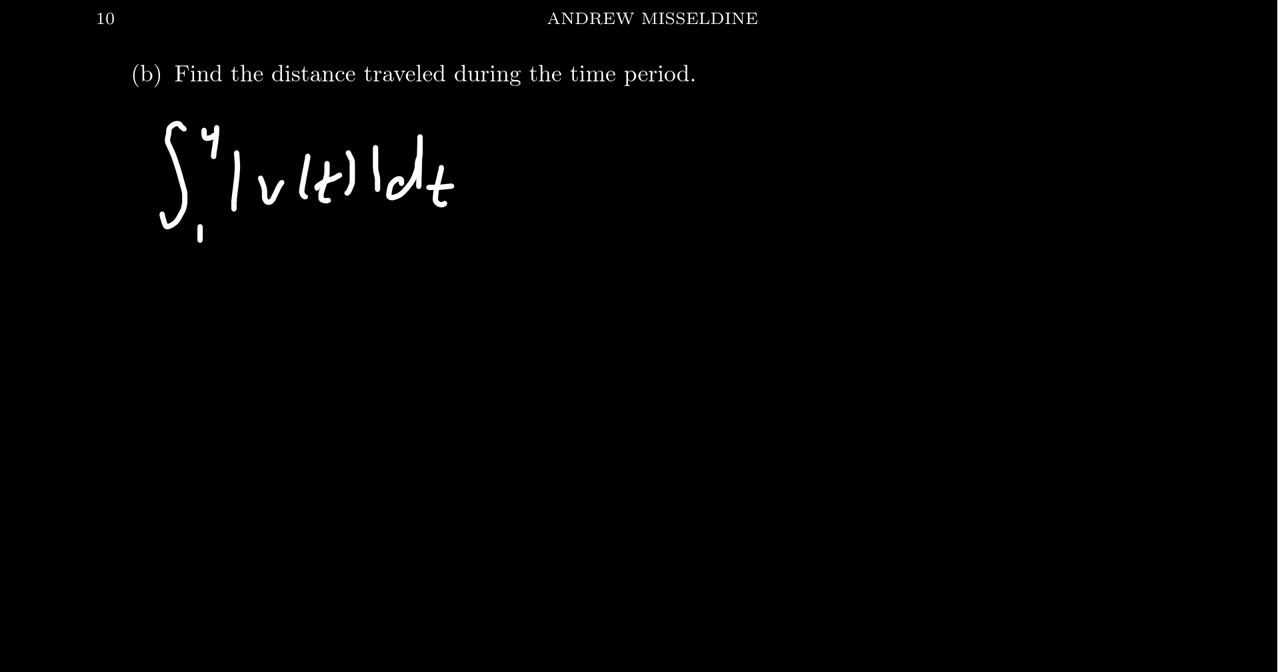 10 ANDREW MISSELDINE
(b) Find the distance traveled during the time period.
∫₁⁴ |v(t)| dt